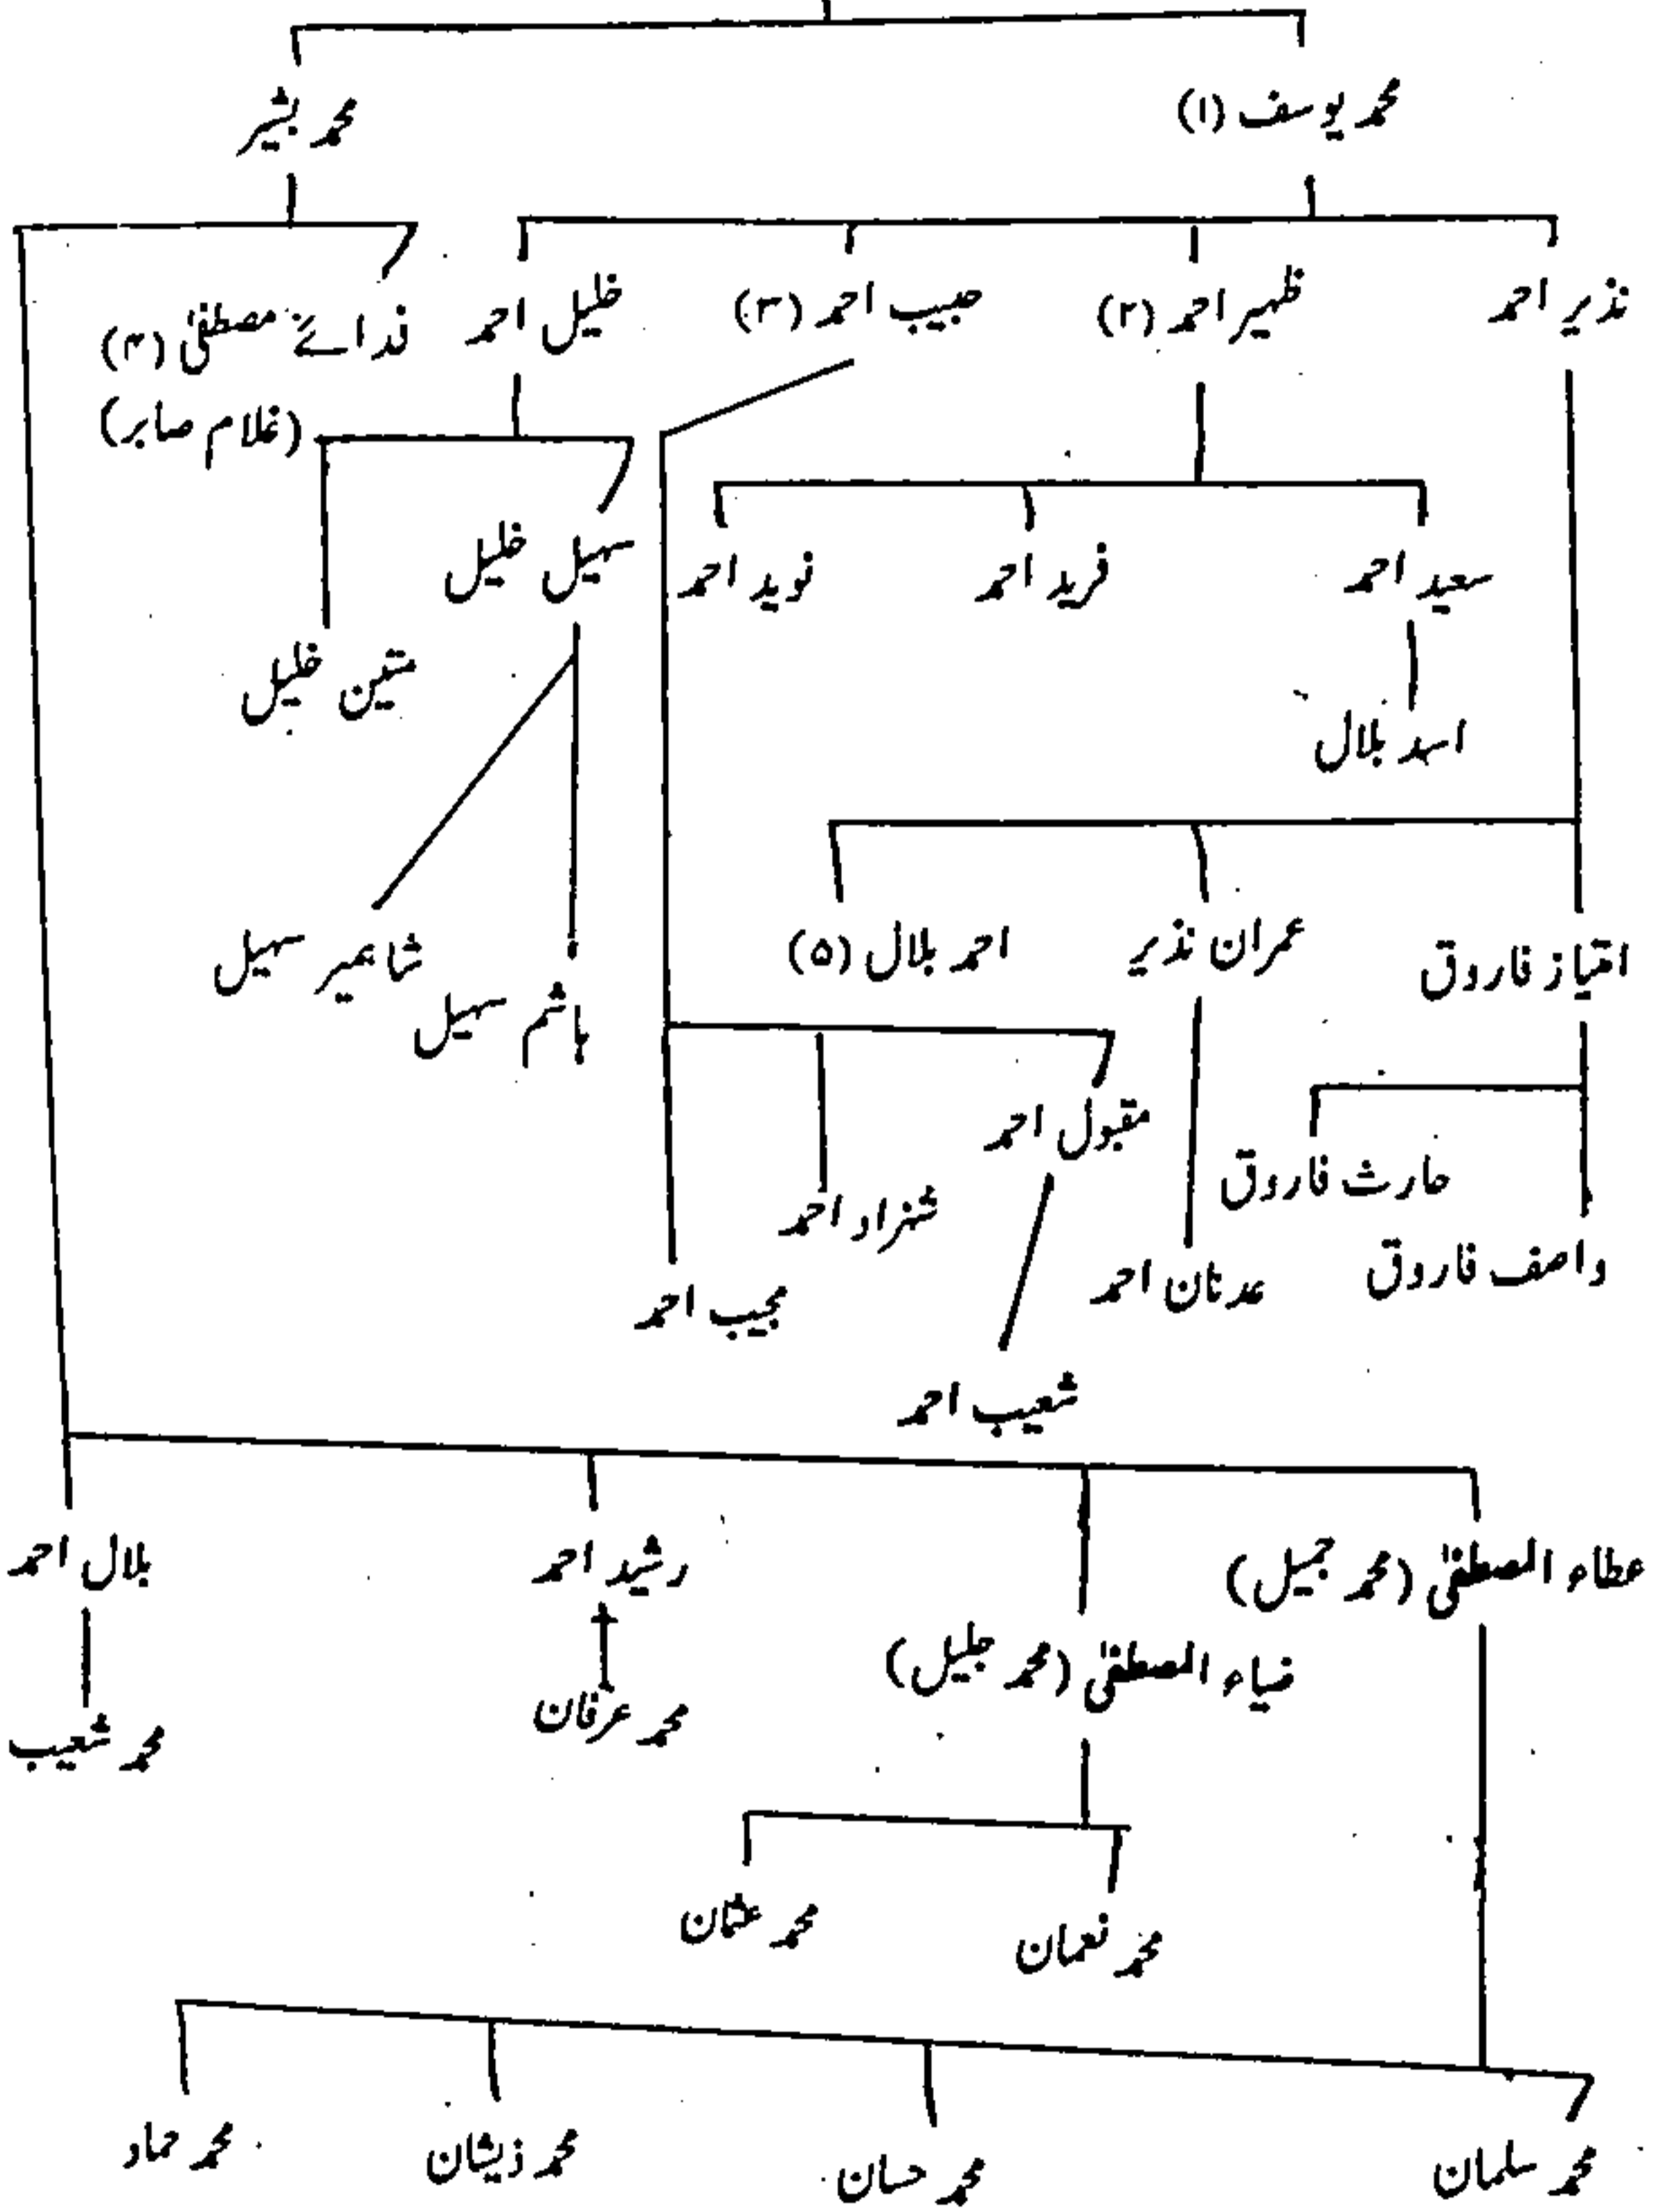 محمد یوسف (۱)
محمد بشیر
نذیر احمد
ظہیر احمد (۲)
حبیب احمد (۳)
خلیل احمد
فدائے مصطفیٰ (۴)
(غلام صابر)
سعید احمد
فرید احمد
نوید احمد
سہیل خلیل
متین خلیل
اسد بلال
امتیاز فاروق
عمران نذیر
احمد بلال (۵)
شاہمیر سہیل
ہاشم سہیل
مقبول احمد
حارث فاروق
شہزاد احمد
واصف فاروق
عدنان احمد
مجیب احمد
شعیب احمد
عطاء المصطفیٰ (محمد جمیل)
رشید احمد
بلال احمد
ضیاء المصطفیٰ (محمد جلیل)
محمد عرفان
محمد شعیب
محمد نعمان
محمد عثمان
محمد سلمان
محمد حسان
محمد ذیشان
محمد حماد